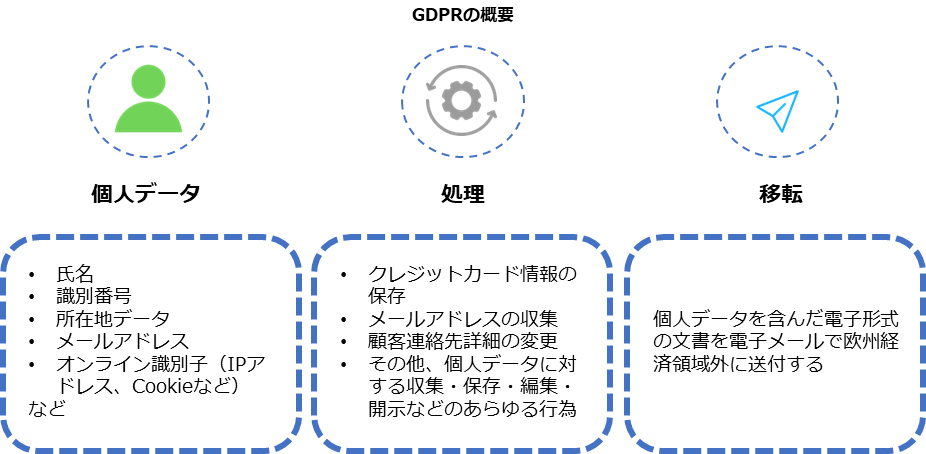 GDPRの概要
個人データ
処理
移転
• 氏名
• 識別番号
• 所在地データ
• メールアドレス
• オンライン識別子（IPア
ドレス、Cookieなど）
など
• クレジットカード情報の
保存
• メールアドレスの収集
• 顧客連絡先詳細の変更
• その他、個人データに対
する収集・保存・編集・
開示などのあらゆる行為
個人データを含んだ電子形式
の文書を電子メールで欧州経
済領域外に送付する